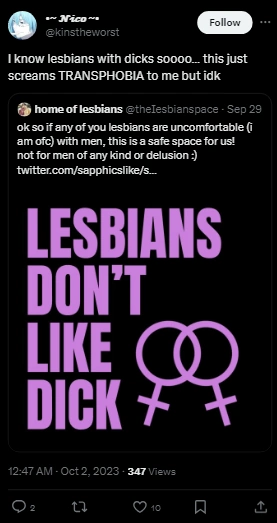 •~ 𝓝𝓲𝓬𝓸 ~•
@kinstheworst
Follow
I know lesbians with dicks soooo... this just
screams TRANSPHOBIA to me but idk
home of lesbians @thelesbianspace · Sep 29
ok so if any of you lesbians are uncomfortable (i
am ofc) with men, this is a safe space for us!
not for men of any kind or delusion :)
twitter.com/sapphicslike/s...
LESBIANS
DON'T
LIKE
DICK
12:47 AM · Oct 2, 2023 · 347 Views
2
10